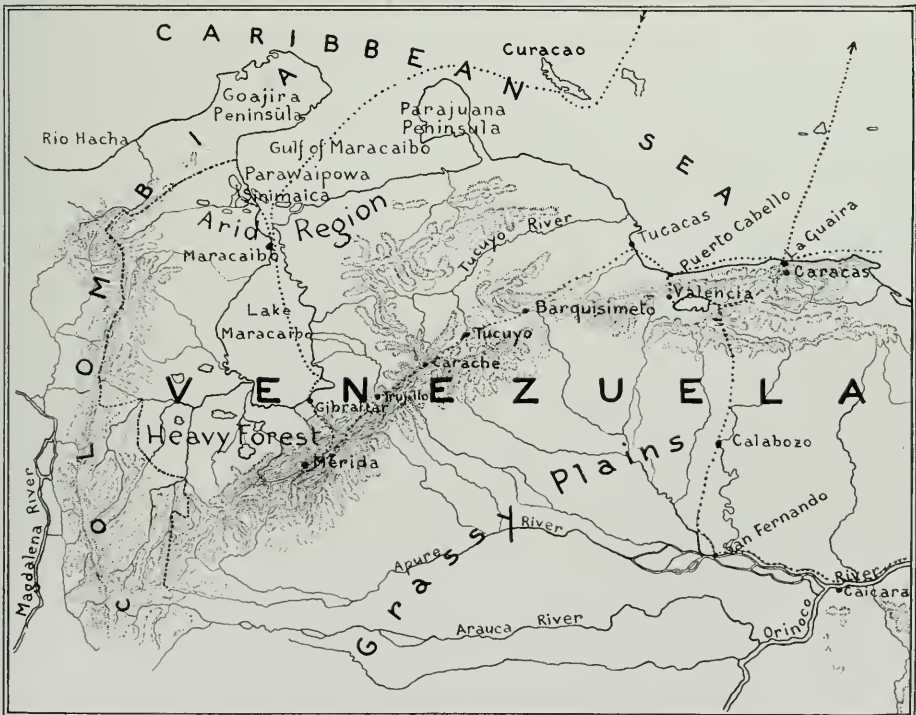 CARIBBEAN SEA
Curacao
Goajira
Peninsula
Parajuana
Peninsula
Rio Hacha
Gulf of Maracaibo
Parawaipowa
Sinimaica
Arid Region
Tucuyo River
Tucacas
Puerto Cabello
La Guaira
Maracaibo
Caracas
Valencia
Barquisimeto
Lake
Maracaibo
Tucuyo
Carache
COLOMBIA
VENEZUELA
Trujillo
Gibraltar
Heavy Forest
Mérida
Calabozo
Grass Plains
San Fernando
Magdalena River
Apure River
Arauca River
Orinoco River
Caicara